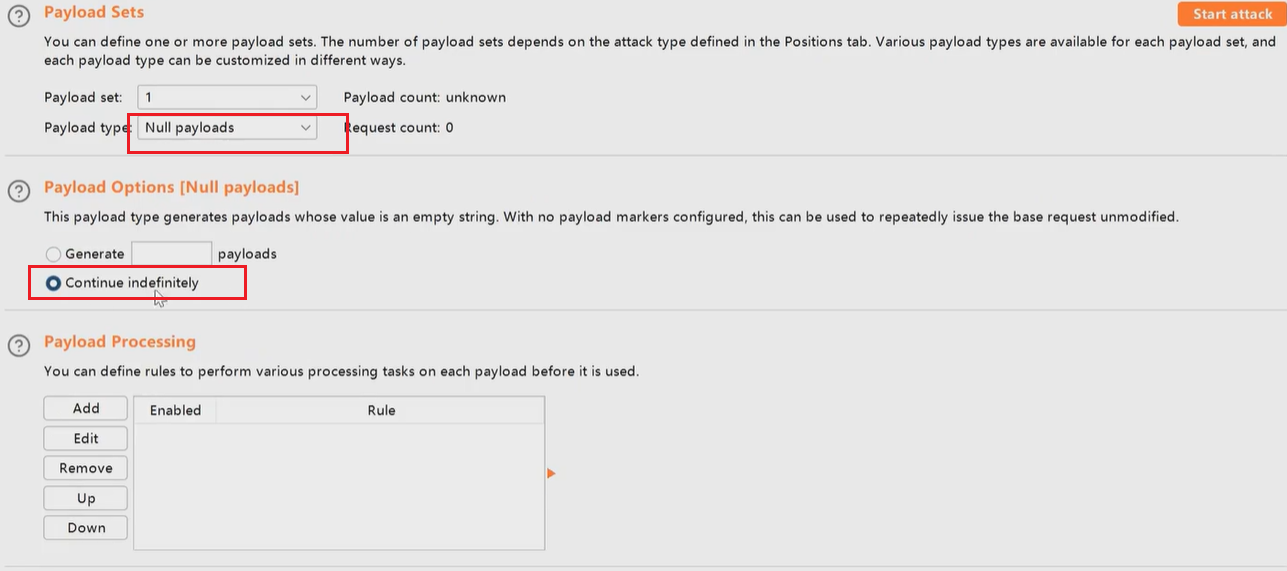 Payload Sets
Start attack
You can define one or more payload sets. The number of payload sets depends on the attack type defined in the Positions tab. Various payload types are available for each payload set, and
each payload type can be customized in different ways.
Payload set: 1 Payload count: unknown
Payload type: Null payloads Request count: 0
Payload Options [Null payloads]
This payload type generates payloads whose value is an empty string. With no payload markers configured, this can be used to repeatedly issue the base request unmodified.
Generate payloads
Continue indefinitely
Payload Processing
You can define rules to perform various processing tasks on each payload before it is used.
Add Enabled Rule
Edit
Remove
Up
Down